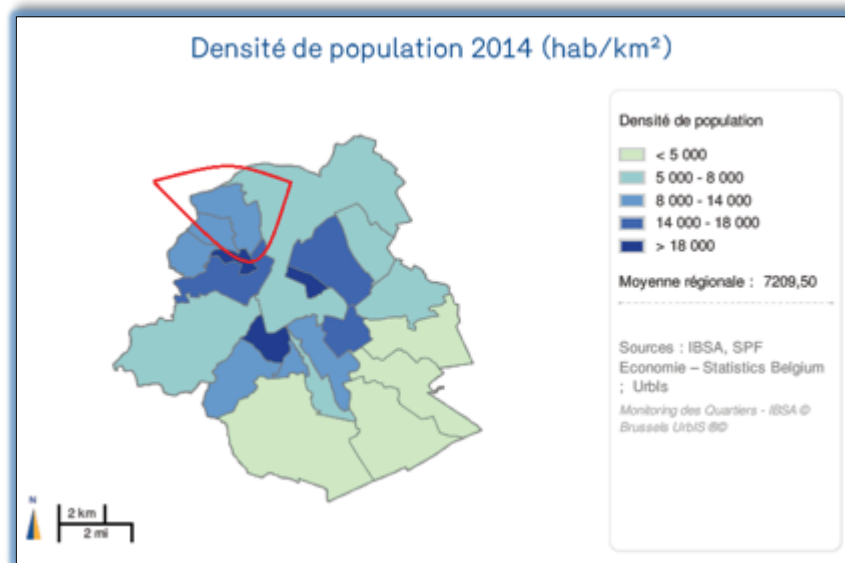 Densité de population 2014 (hab/km²)
Densité de population
< 5 000
5 000 - 8 000
8 000 - 14 000
14 000 - 18 000
> 18 000
Moyenne régionale : 7209,50
Sources : IBSA, SPF
Economie – Statistics Belgium
; UrbIs
Monitoring des Quartiers - IBSA ©
Brussels UrbIS ®©
N
2 km
2 mi